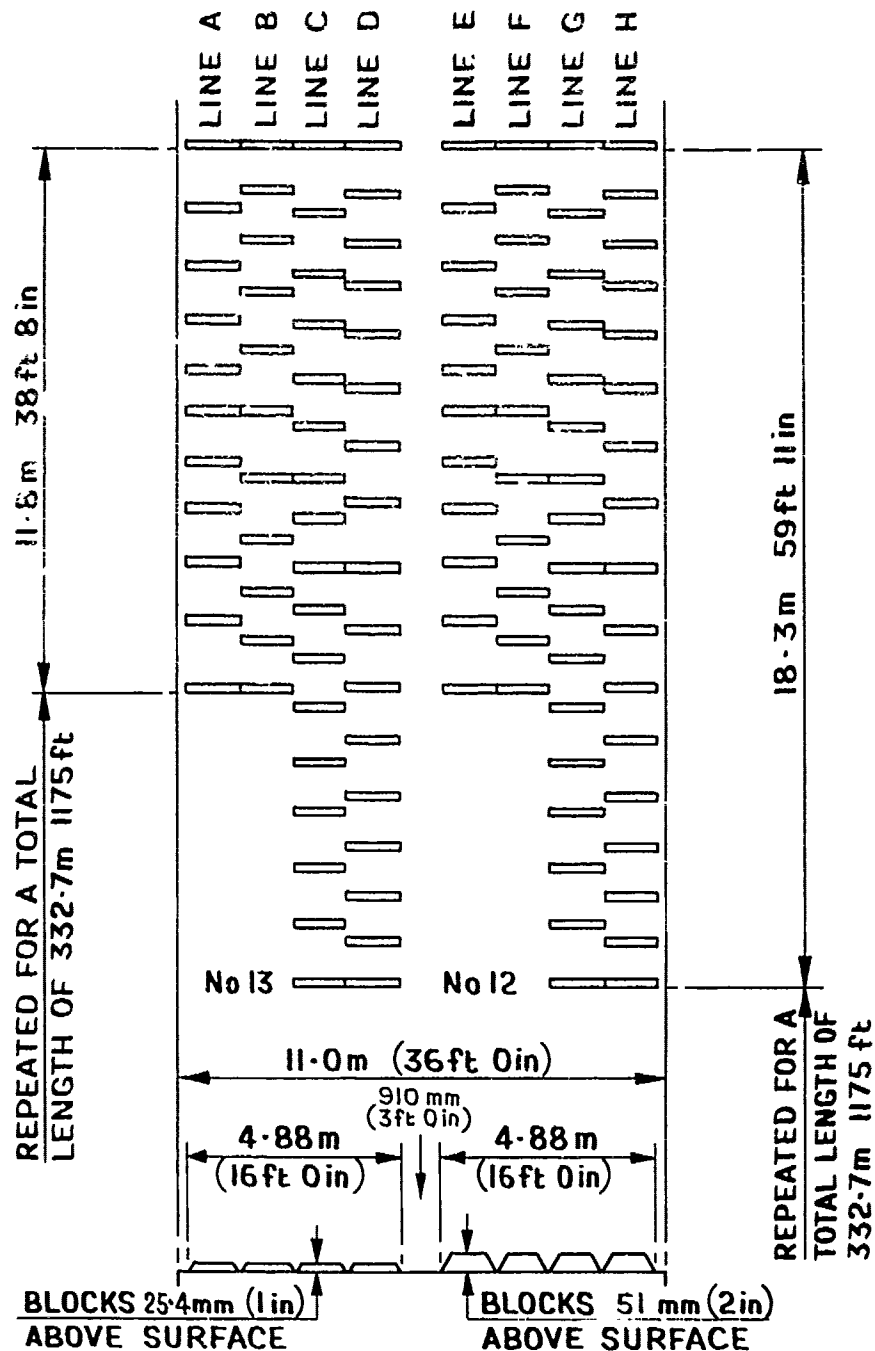 LINE A
LINE B
LINE C
LINE D
LINE E
LINE F
LINE G
LINE H
11·8m 38ft 8in
18·3m 59ft 11in
REPEATED FOR A TOTAL
LENGTH OF 332·7m 1175ft
No 13
No 12
11·0m (36ft 0in)
910 mm
(3ft 0in)
4·88m
(16ft 0in)
4·88m
(16ft 0in)
REPEATED FOR A
TOTAL LENGTH OF
332·7m 1175 ft
BLOCKS 25·4mm (1in)
ABOVE SURFACE
BLOCKS 51 mm (2in)
ABOVE SURFACE